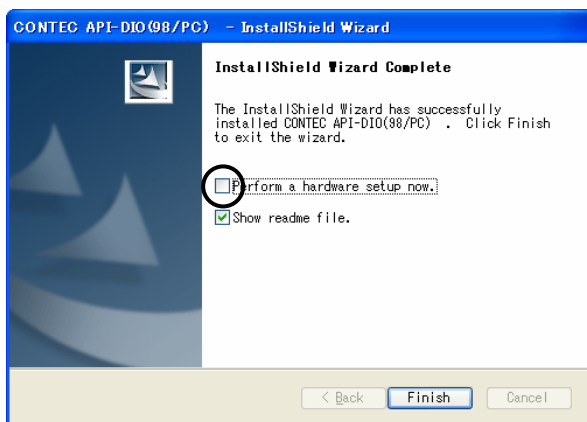 CONTEC API-DIO(98/PC) - InstallShield Wizard
InstallShield Wizard Complete
The InstallShield Wizard has successfully
installed CONTEC API-DIO(98/PC) . Click Finish
to exit the wizard.
Perform a hardware setup now.
Show readme file.
< Back
Finish
Cancel